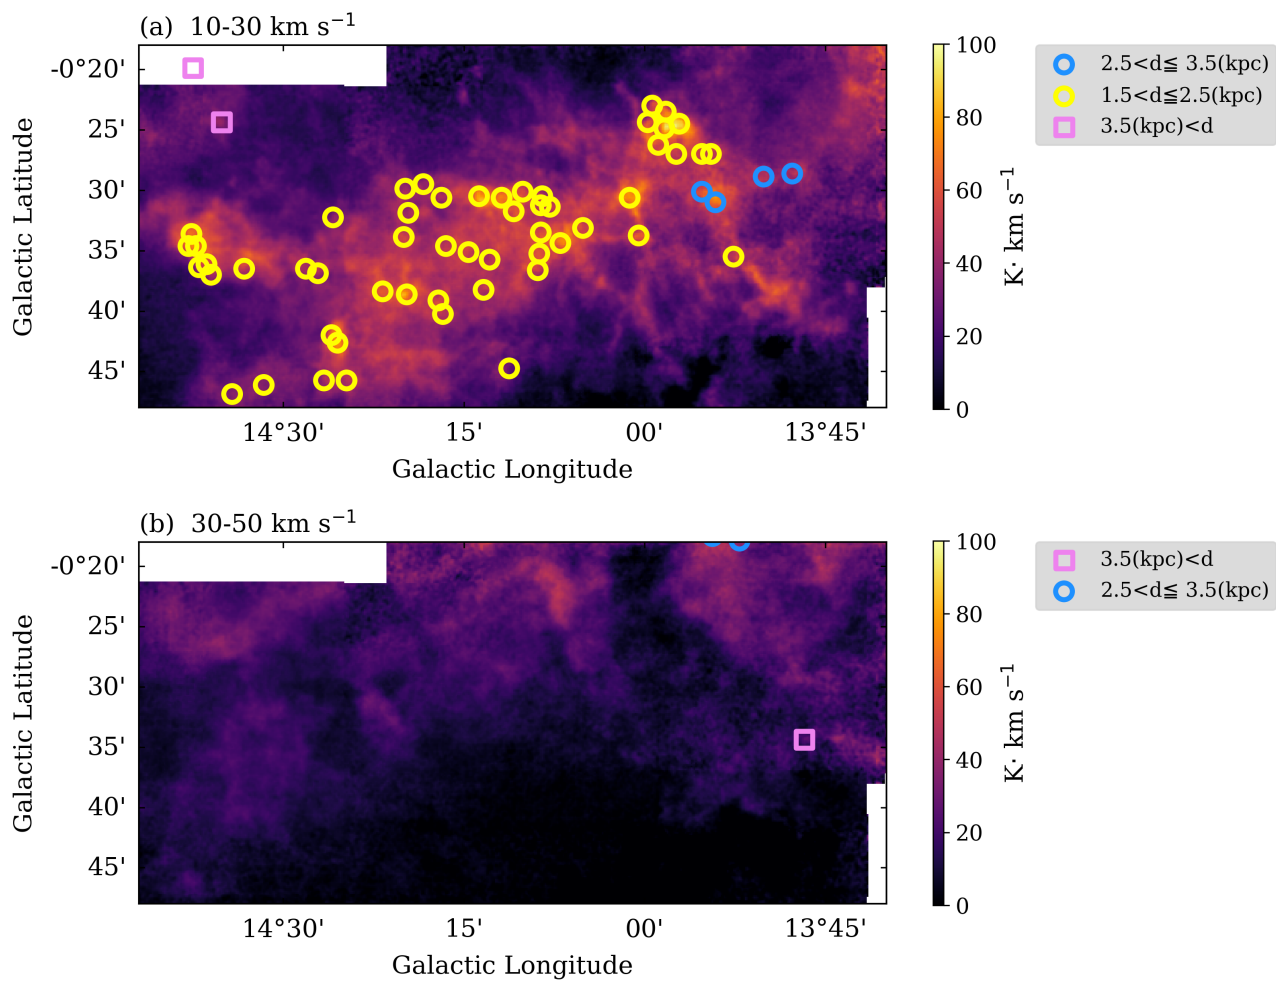 (a) 10-30 km s⁻¹
-0°20'
25'
30'
35'
40'
45'
Galactic Latitude
14°30' 15' 00' 13°45'
Galactic Longitude
100
80
60
40
20
0
K· km s⁻¹
2.5<d≦ 3.5(kpc)
1.5<d≦2.5(kpc)
3.5(kpc)<d
(b) 30-50 km s⁻¹
-0°20'
25'
30'
35'
40'
45'
Galactic Latitude
14°30' 15' 00' 13°45'
Galactic Longitude
100
80
60
40
20
0
K· km s⁻¹
3.5(kpc)<d
2.5<d≦ 3.5(kpc)